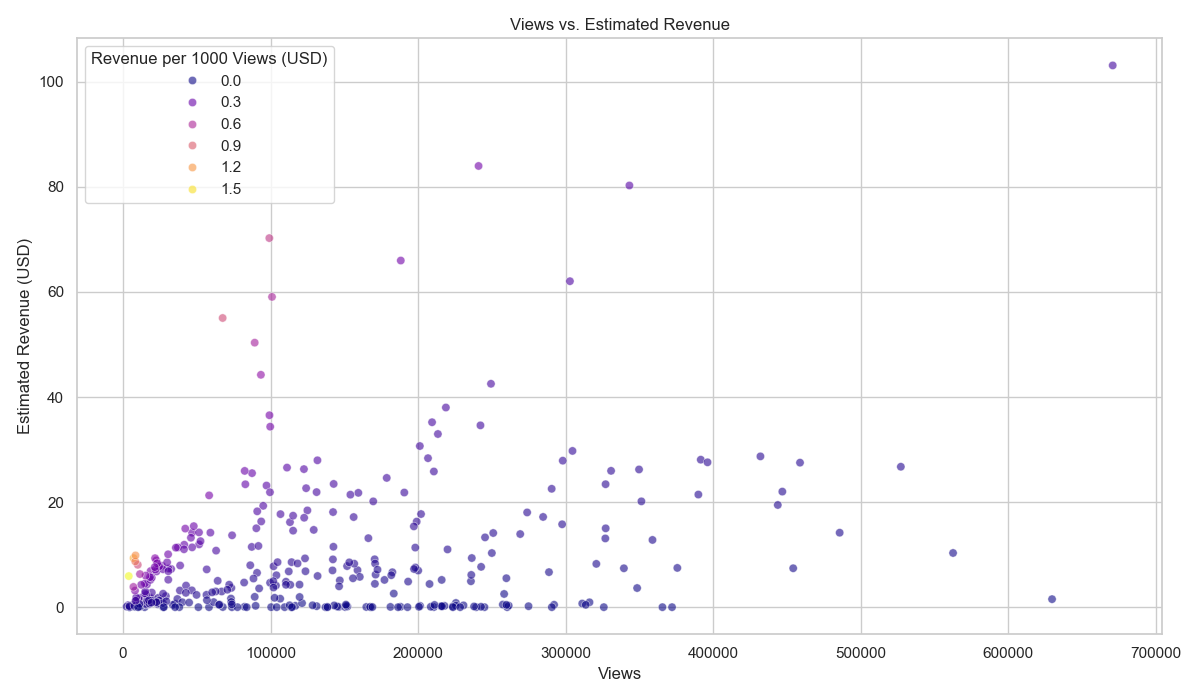 Views vs. Estimated Revenue
Revenue per 1000 Views (USD)
0.0
0.3
0.6
0.9
1.2
1.5
Estimated Revenue (USD)
100
80
60
40
20
0
0 100000 200000 300000 400000 500000 600000 700000
Views